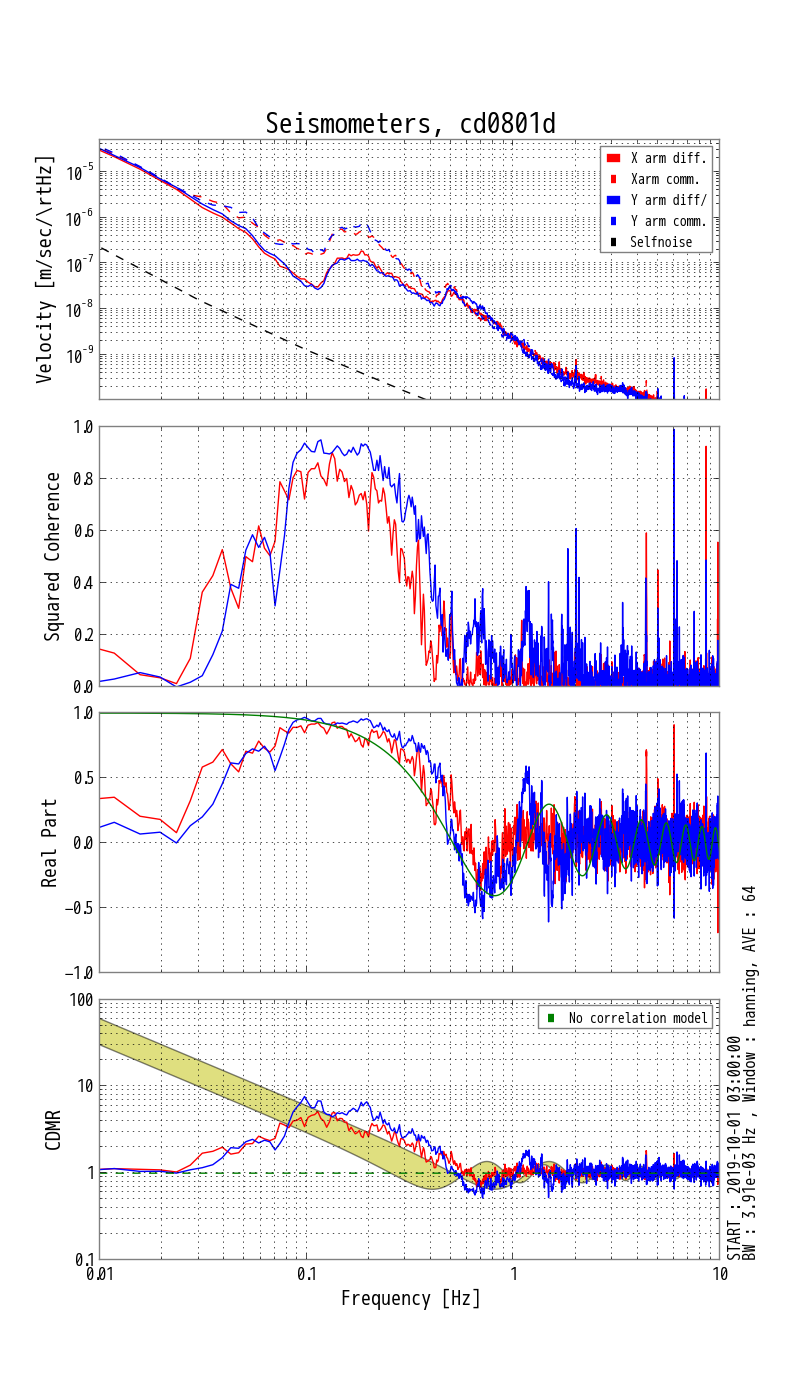 Seismometers, cd0801d
Velocity [m/sec/\rtHz]
10^-5
10^-6
10^-7
10^-8
10^-9
X arm diff.
Xarm comm.
Y arm diff/
Y arm comm.
Selfnoise
Squared Coherence
1.0
0.8
0.6
0.4
0.2
0.0
Real Part
1.0
0.5
0.0
−0.5
−1.0
CDMR
100
10
1
0.1
No correlation model
0.01
0.1
1
10
Frequency [Hz]
START : 2019-10-01 03:00:00
BW : 3.91e-03 Hz , Window : hanning, AVE : 64